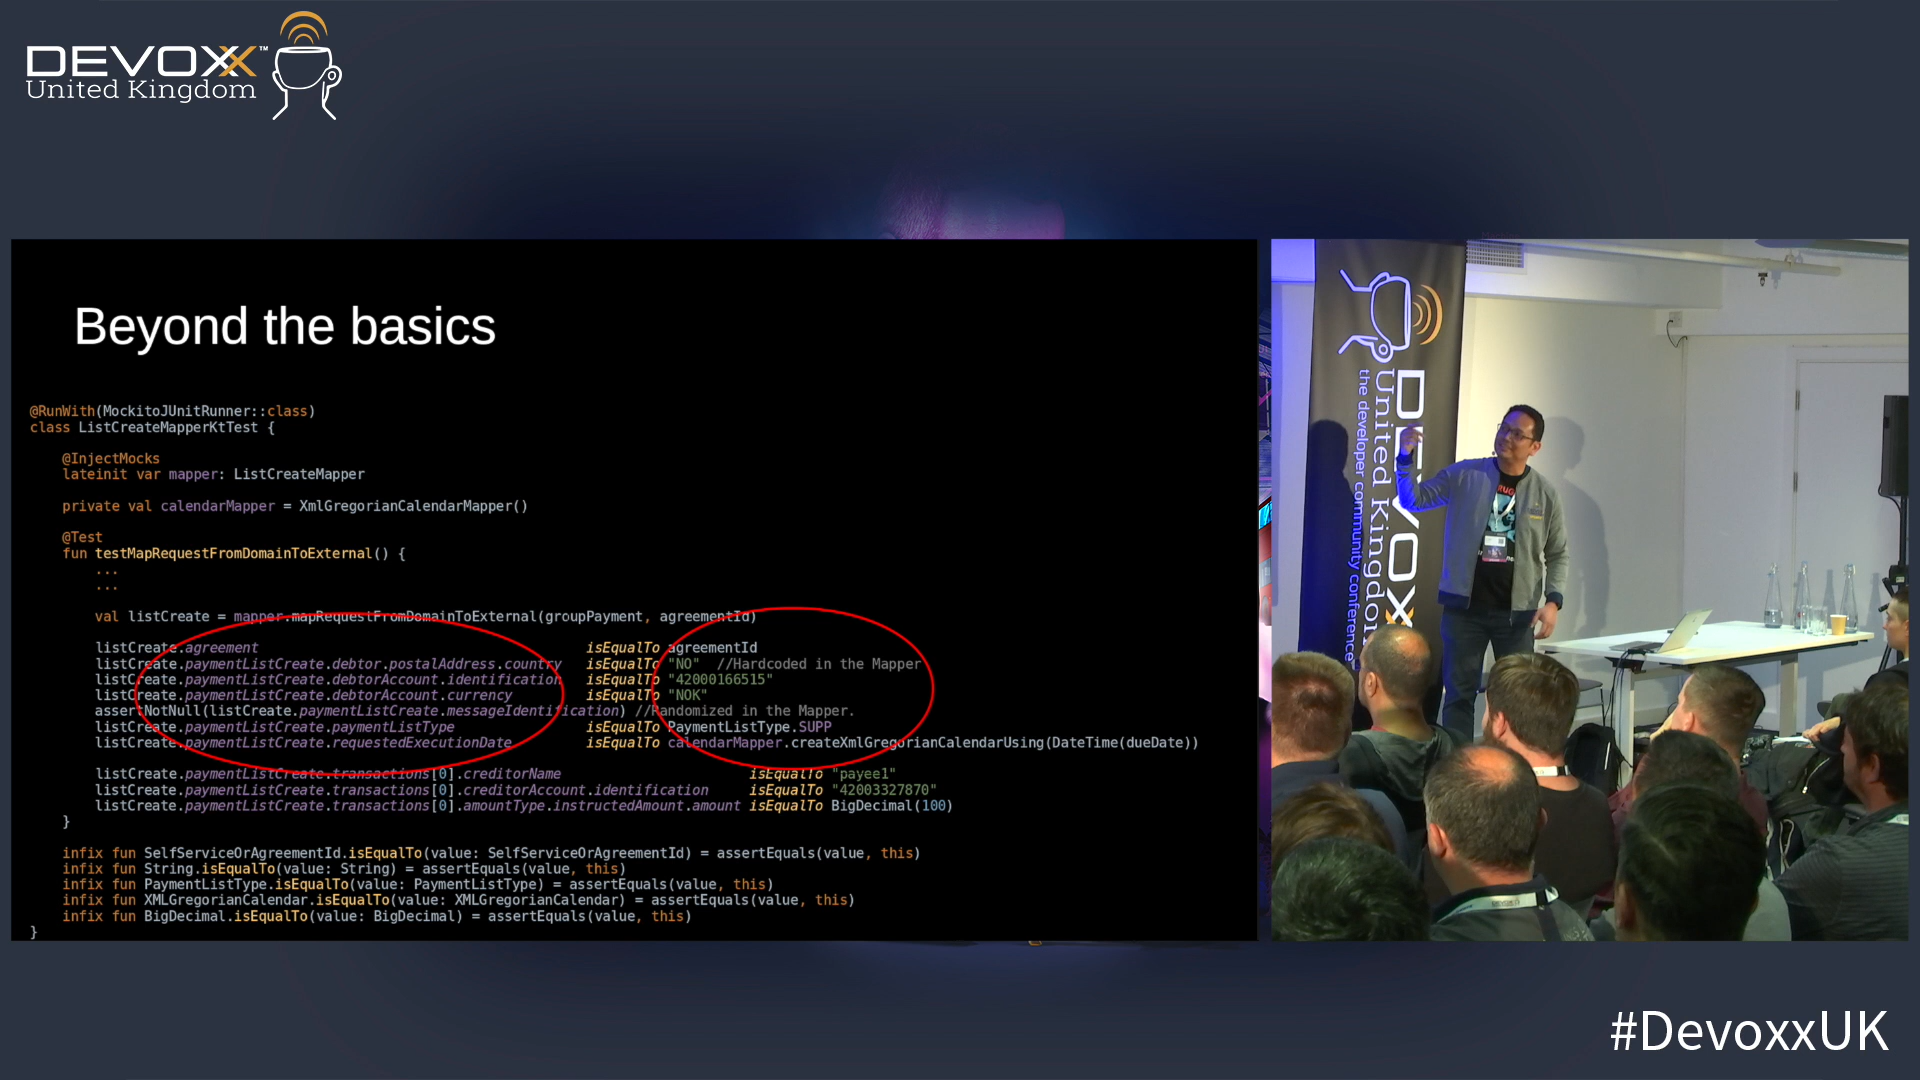 DEVOXX™
United Kingdom
Beyond the basics
@RunWith(MockitoJUnitRunner::class)
class ListCreateMapperKtTest {
@InjectMocks
lateinit var mapper: ListCreateMapper
private val calendarMapper = XmlGregorianCalendarMapper()
@Test
fun testMapRequestFromDomainToExternal() {
...
...
val listCreate = mapper.mapRequestFromDomainToExternal(groupPayment, agreementId)
listCreate.agreement isEqualTo agreementId
listCreate.paymentListCreate.debtor.postalAddress.country isEqualTo "NO" //Hardcoded in the Mapper
listCreate.paymentListCreate.debtorAccount.identification isEqualTo "42000166515"
listCreate.paymentListCreate.debtorAccount.currency isEqualTo "NOK"
assertNotNull(listCreate.paymentListCreate.messageIdentification) //Randomized in the Mapper.
listCreate.paymentListCreate.paymentListType isEqualTo PaymentListType.SUPP
listCreate.paymentListCreate.requestedExecutionDate isEqualTo calendarMapper.createXmlGregorianCalendarUsing(DateTime(dueDate))
listCreate.paymentListCreate.transactions[0].creditorName isEqualTo "payee1"
listCreate.paymentListCreate.transactions[0].creditorAccount.identification isEqualTo "42003327870"
listCreate.paymentListCreate.transactions[0].amountType.instructedAmount.amount isEqualTo BigDecimal(100)
}
infix fun SelfServiceOrAgreementId.isEqualTo(value: SelfServiceOrAgreementId) = assertEquals(value, this)
infix fun String.isEqualTo(value: String) = assertEquals(value, this)
infix fun PaymentListType.isEqualTo(value: PaymentListType) = assertEquals(value, this)
infix fun XMLGregorianCalendar.isEqualTo(value: XMLGregorianCalendar) = assertEquals(value, this)
infix fun BigDecimal.isEqualTo(value: BigDecimal) = assertEquals(value, this)
}
DEVOXX
United Kingdom
the developer community conference
DEVOXX
#DevoxxUK